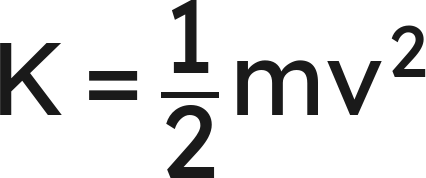 K = 1/2 mv²